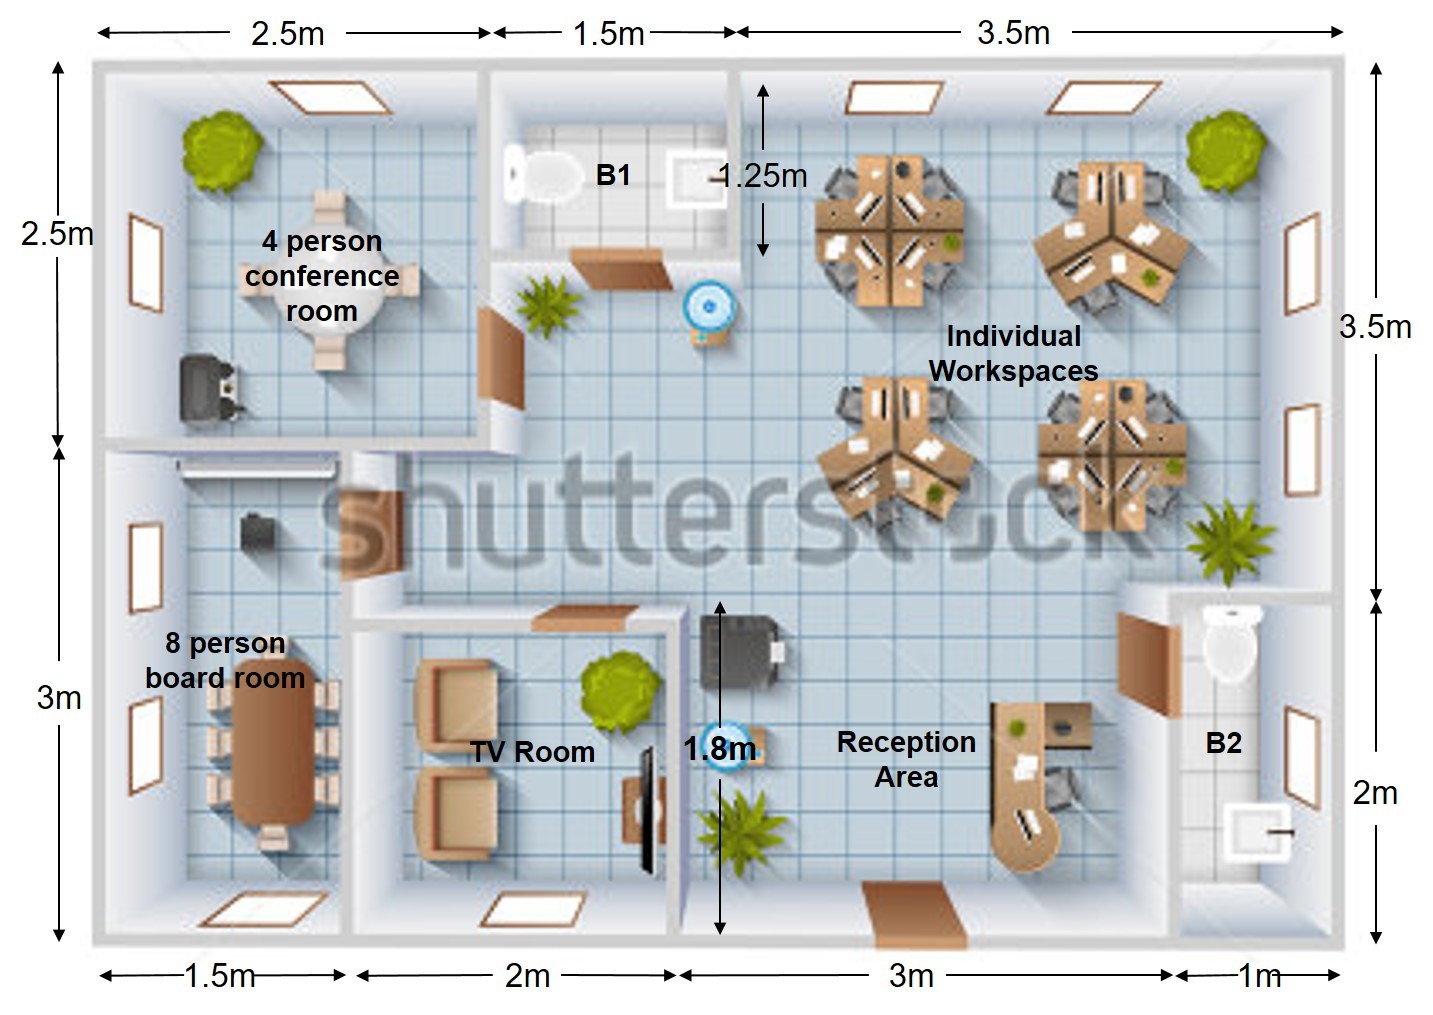 2.5m
1.5m
3.5m
1.25m
B1
2.5m
4 person
conference
room
3.5m
Individual
Workspaces
shutterstock
8 person
board room
3m
TV Room
1.8m
Reception
Area
B2
2m
1.5m
2m
3m
1m